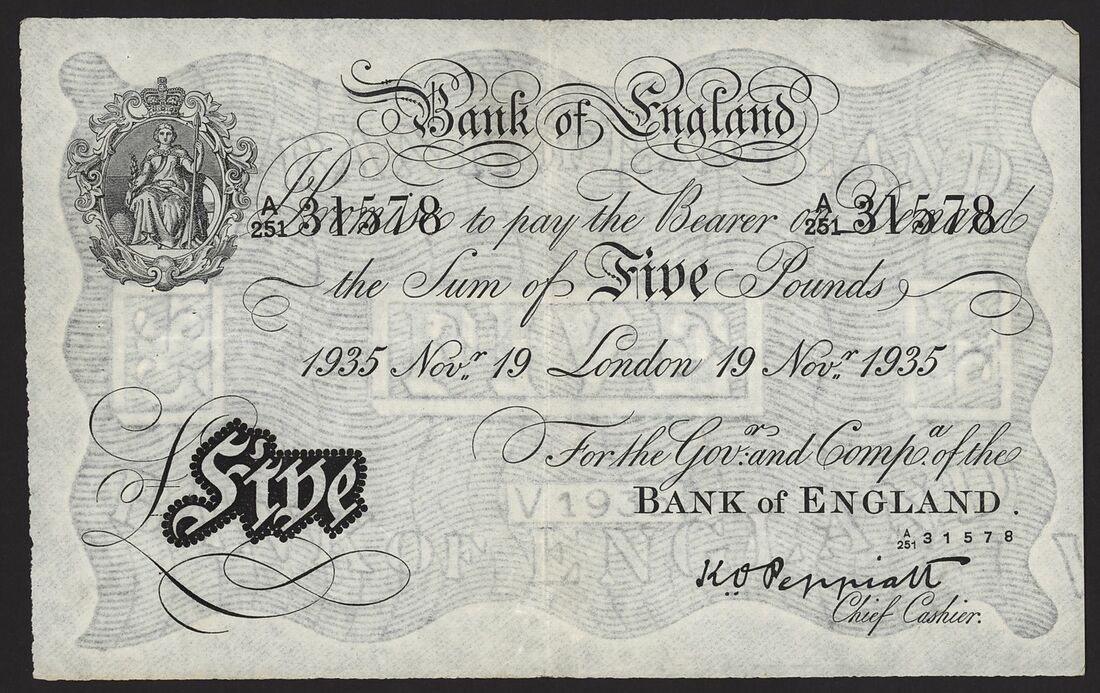 Bank of England
A/251 31578 A/251 31578
I Promise to pay the Bearer on Demand
the Sum of Five Pounds
1935 Novr. 19 London 19 Novr. 1935
For the Govr. and Compa. of the
BANK of ENGLAND.
£Five
A/251 31578
K.O. Peppiatt
Chief Cashier.